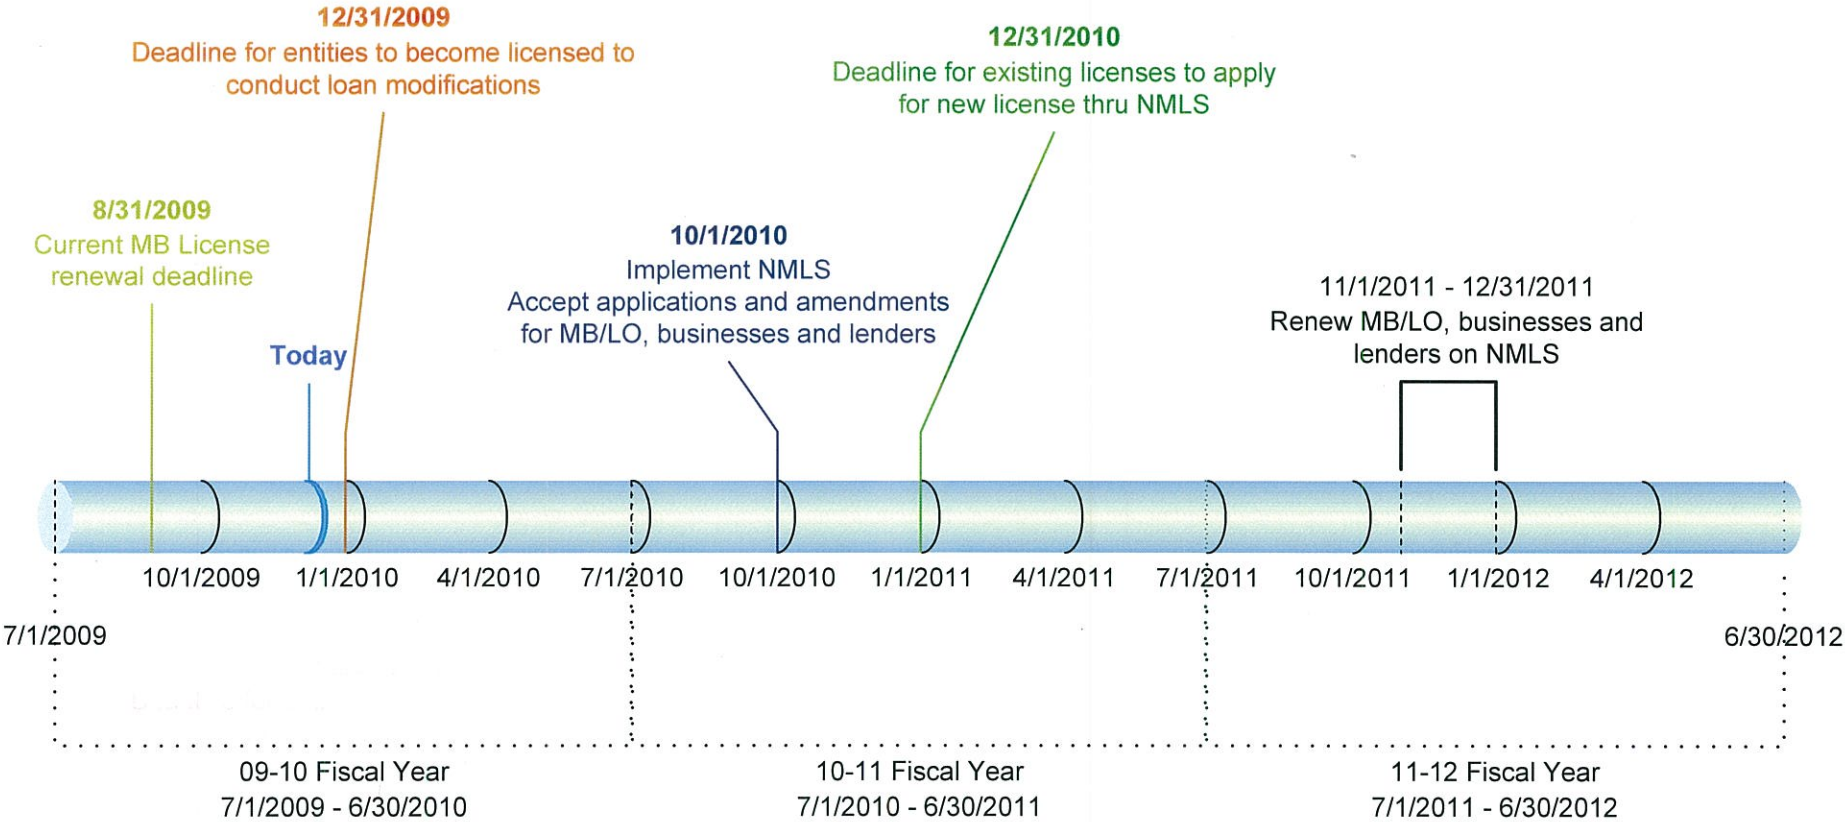 12/31/2009
Deadline for entities to become licensed to
conduct loan modifications
12/31/2010
Deadline for existing licenses to apply
for new license thru NMLS
8/31/2009
Current MB License
renewal deadline
10/1/2010
Implement NMLS
Accept applications and amendments
for MB/LO, businesses and lenders
11/1/2011 - 12/31/2011
Renew MB/LO, businesses and
lenders on NMLS
Today
10/1/2009 1/1/2010 4/1/2010 7/1/2010 10/1/2010 1/1/2011 4/1/2011 7/1/2011 10/1/2011 1/1/2012 4/1/2012
7/1/2009 6/30/2012
09-10 Fiscal Year
7/1/2009 - 6/30/2010
10-11 Fiscal Year
7/1/2010 - 6/30/2011
11-12 Fiscal Year
7/1/2011 - 6/30/2012